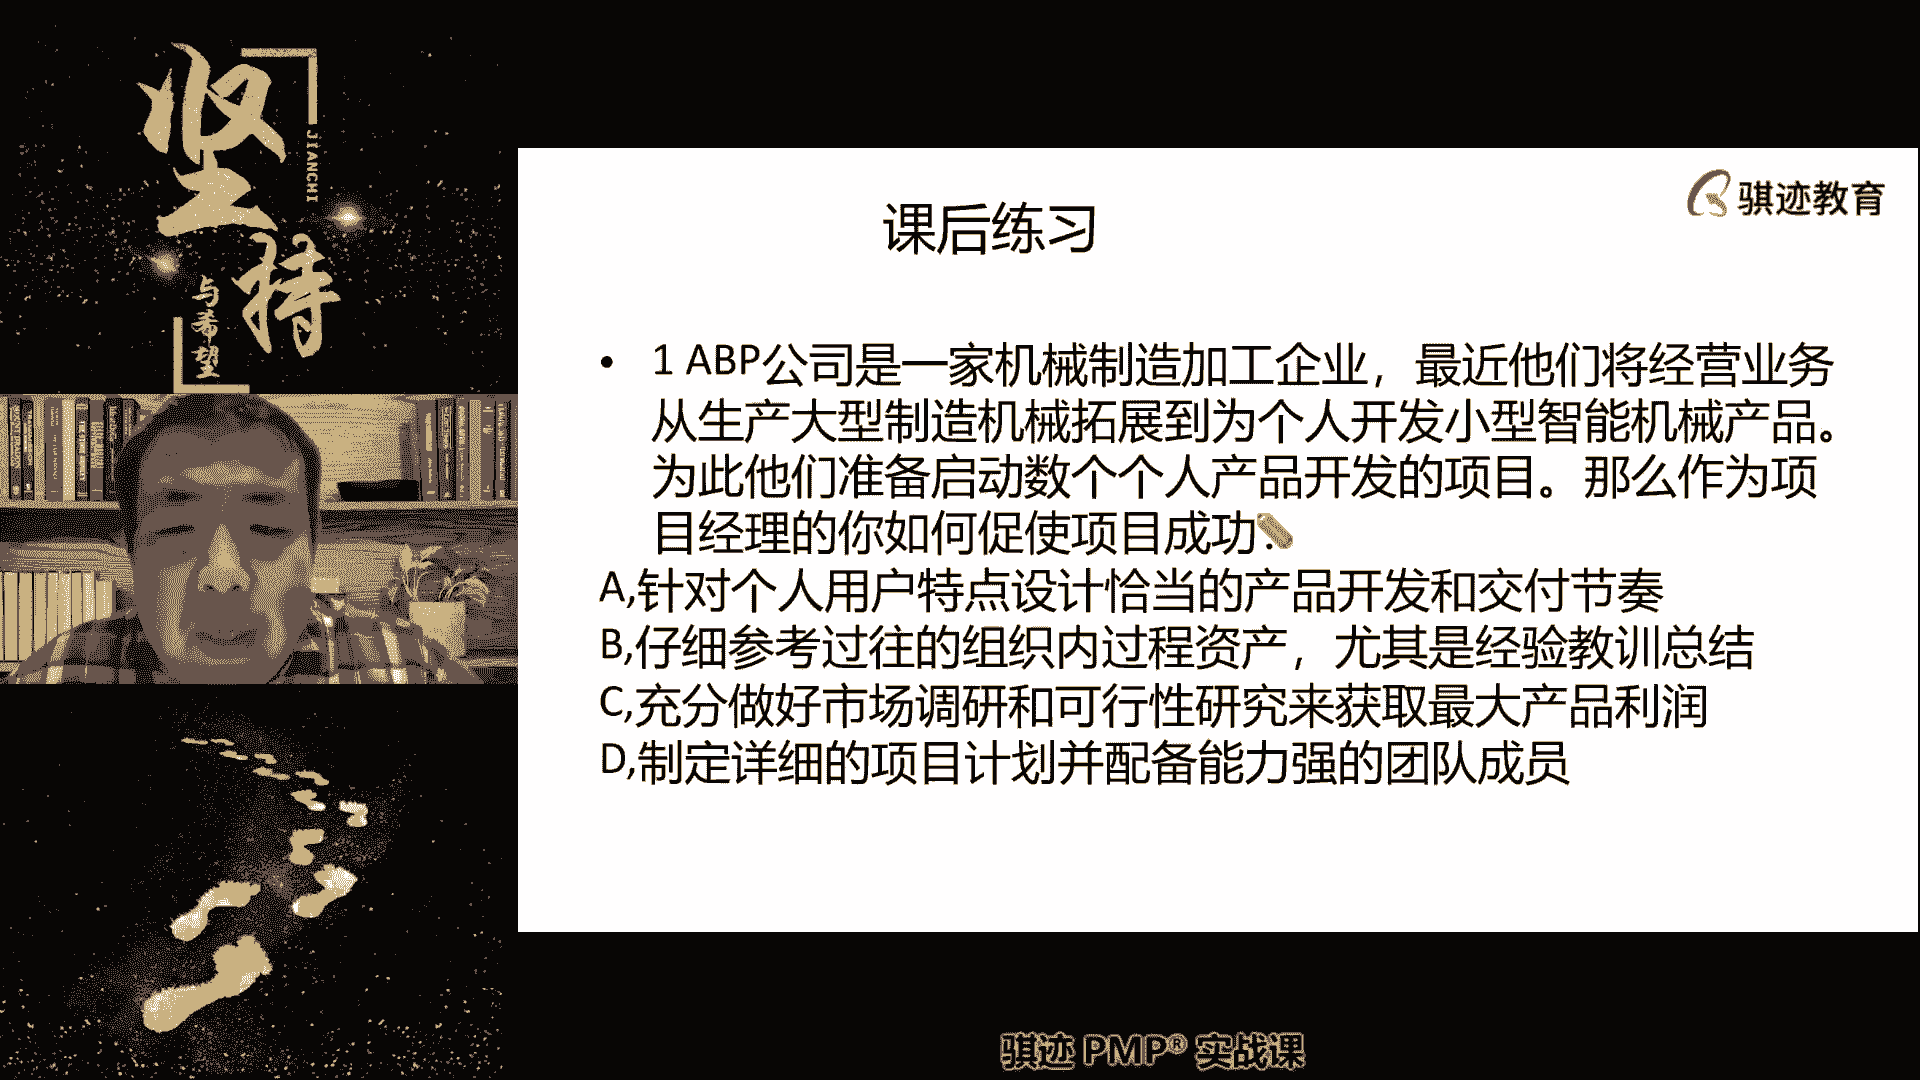 坚
持
JIANCHI
与希望
骐迹教育
课后练习
• 1 ABP公司是一家机械制造加工企业，最近他们将经营业务
从生产大型制造机械拓展到为个人开发小型智能机械产品。
为此他们准备启动数个个人产品开发的项目。那么作为项
目经理的你如何促使项目成功
A,针对个人用户特点设计恰当的产品开发和交付节奏
B,仔细参考过往的组织内过程资产，尤其是经验教训总结
C,充分做好市场调研和可行性研究来获取最大产品利润
D,制定详细的项目计划并配备能力强的团队成员
骐迹 PMP® 实战课